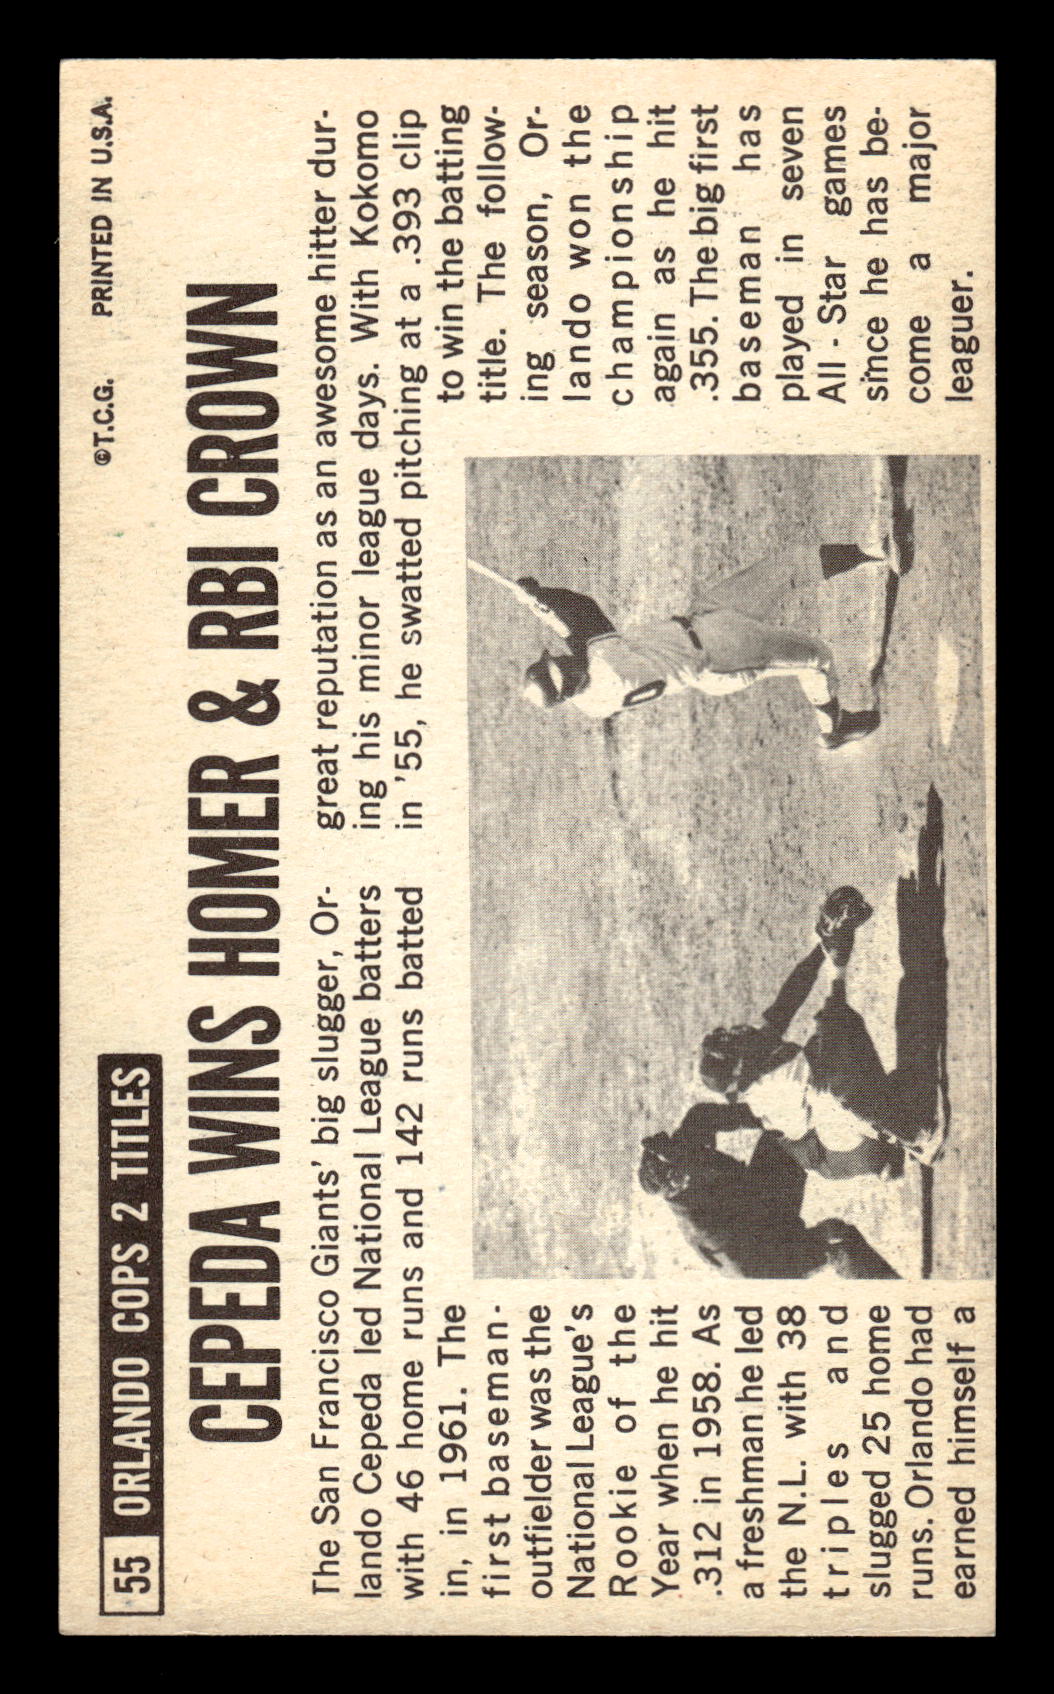 55 ORLANDO COPS 2 TITLES
©T.C.G. PRINTED IN U.S.A.
CEPEDA WINS HOMER & RBI CROWN
The San Francisco Giants' big slugger, Or-
lando Cepeda led National League batters
with 46 home runs and 142 runs batted
in, in 1961. The
first baseman-
outfielder was the
National League's
Rookie of the
Year when he hit
.312 in 1958. As
a freshman he led
the N.L. with 38
triples and
slugged 25 home
runs. Orlando had
earned himself a
great reputation as an awesome hitter dur-
ing his minor league days. With Kokomo
in '55, he swatted pitching at a .393 clip
to win the batting
title. The follow-
ing season, Or-
lando won the
championship
again as he hit
.355. The big first
baseman has
played in seven
All-Star games
since he has be-
come a major
leaguer.
0